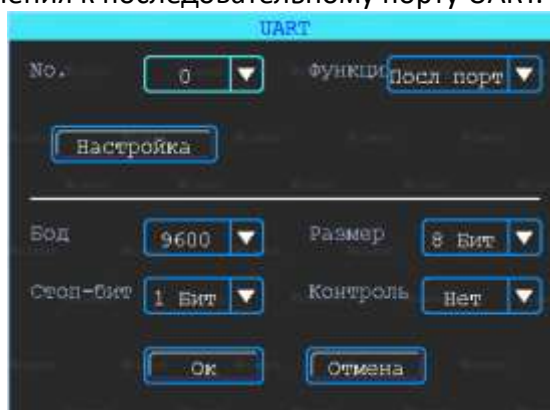 нения к последовательному порту UART.
UART
No. 0 Функци Посл порт
Настройка
Бод 9600 Размер 8 Бит
Стоп-бит 1 Бит Контроль Нет
Ок Отмена